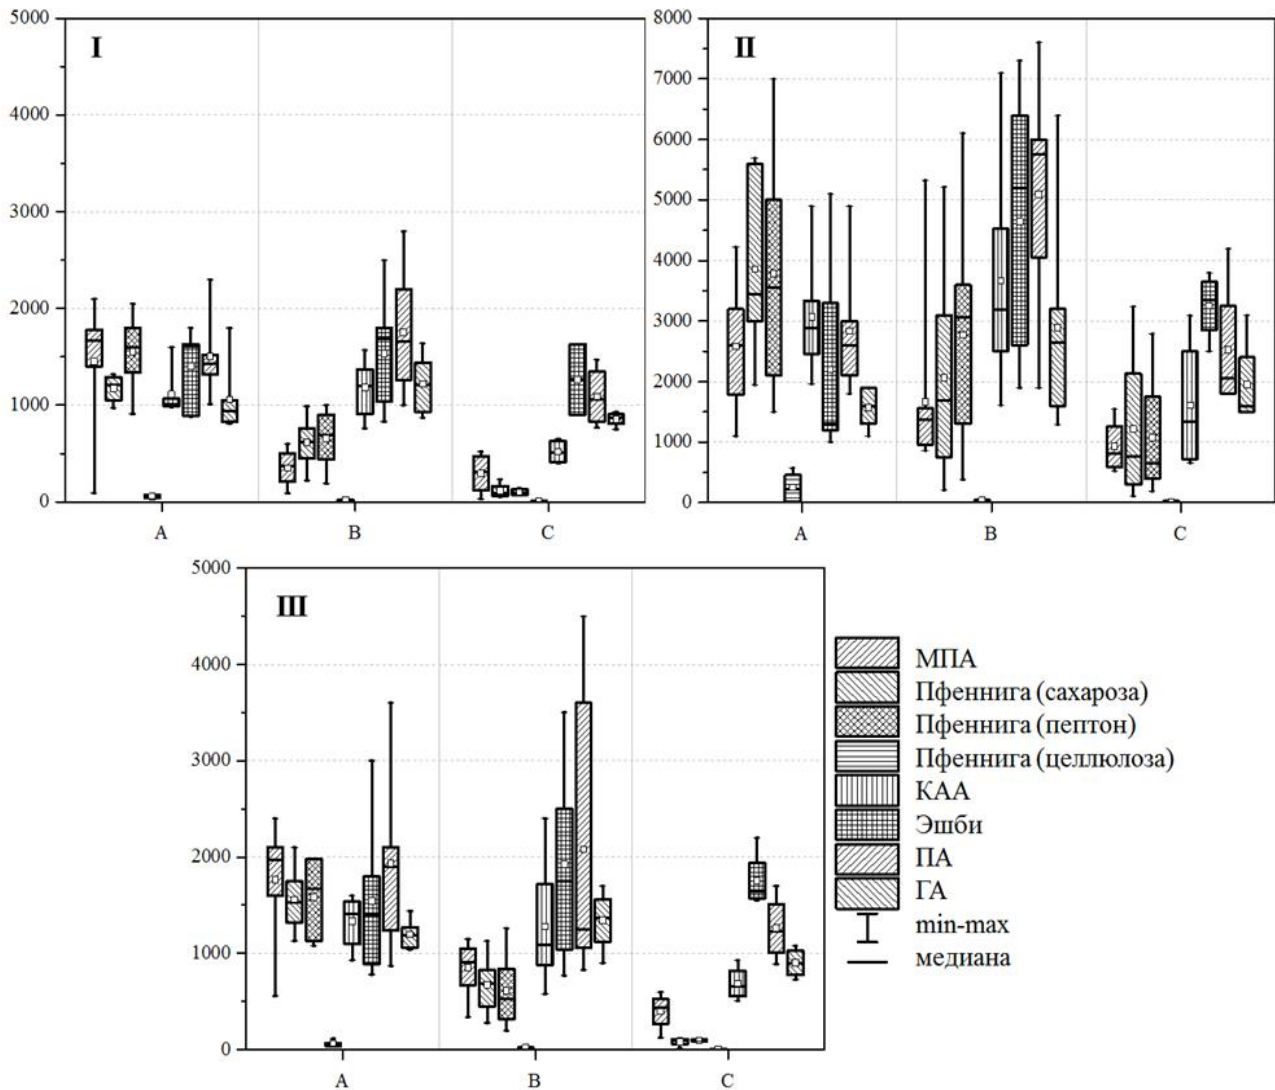 I
5000
4000
3000
2000
1000
0
A
B
C
II
8000
7000
6000
5000
4000
3000
2000
1000
0
A
B
C
III
5000
4000
3000
2000
1000
0
A
B
C
МПА
Пфеннига (сахароза)
Пфеннига (пептон)
Пфеннига (целлюлоза)
КАА
Эшби
ПА
ГА
min-max
медиана